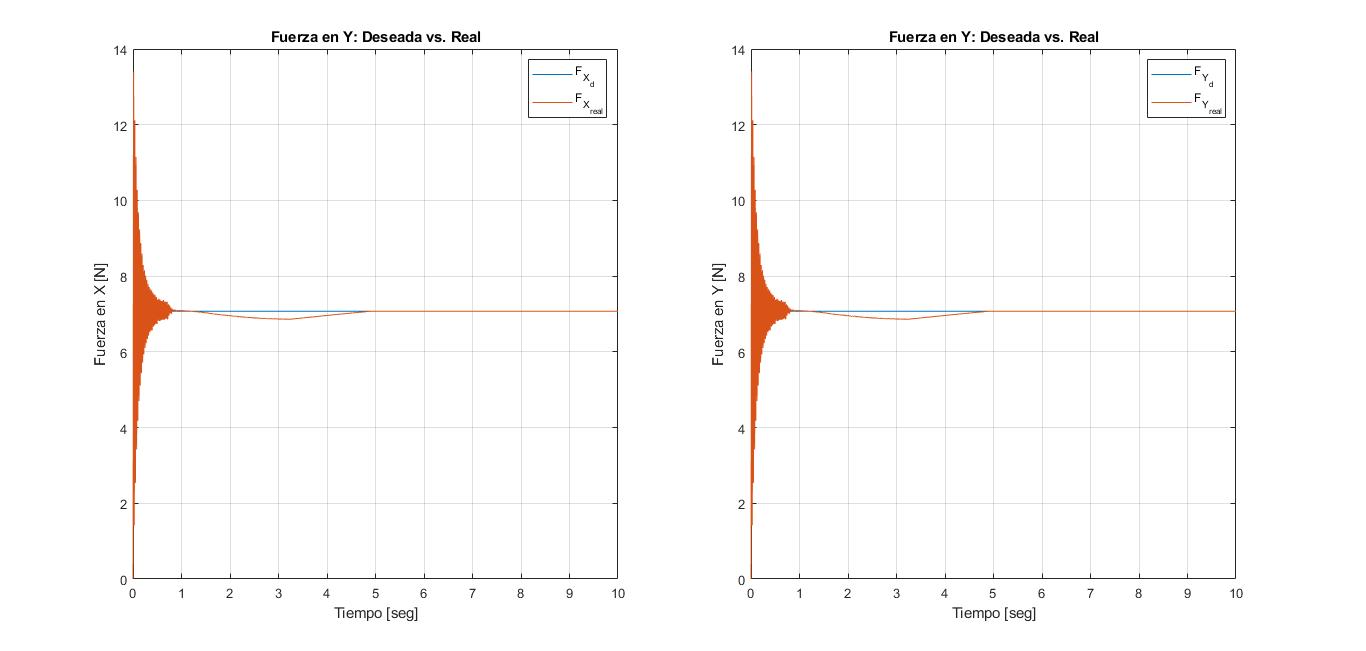 Fuerza en Y: Deseada vs. Real
14
12
10
8
6
4
2
0
Fuerza en X [N]
0 1 2 3 4 5 6 7 8 9 10
Tiempo [seg]
F_X_d
F_X_real
Fuerza en Y: Deseada vs. Real
14
12
10
8
6
4
2
0
Fuerza en Y [N]
0 1 2 3 4 5 6 7 8 9 10
Tiempo [seg]
F_Y_d
F_Y_real